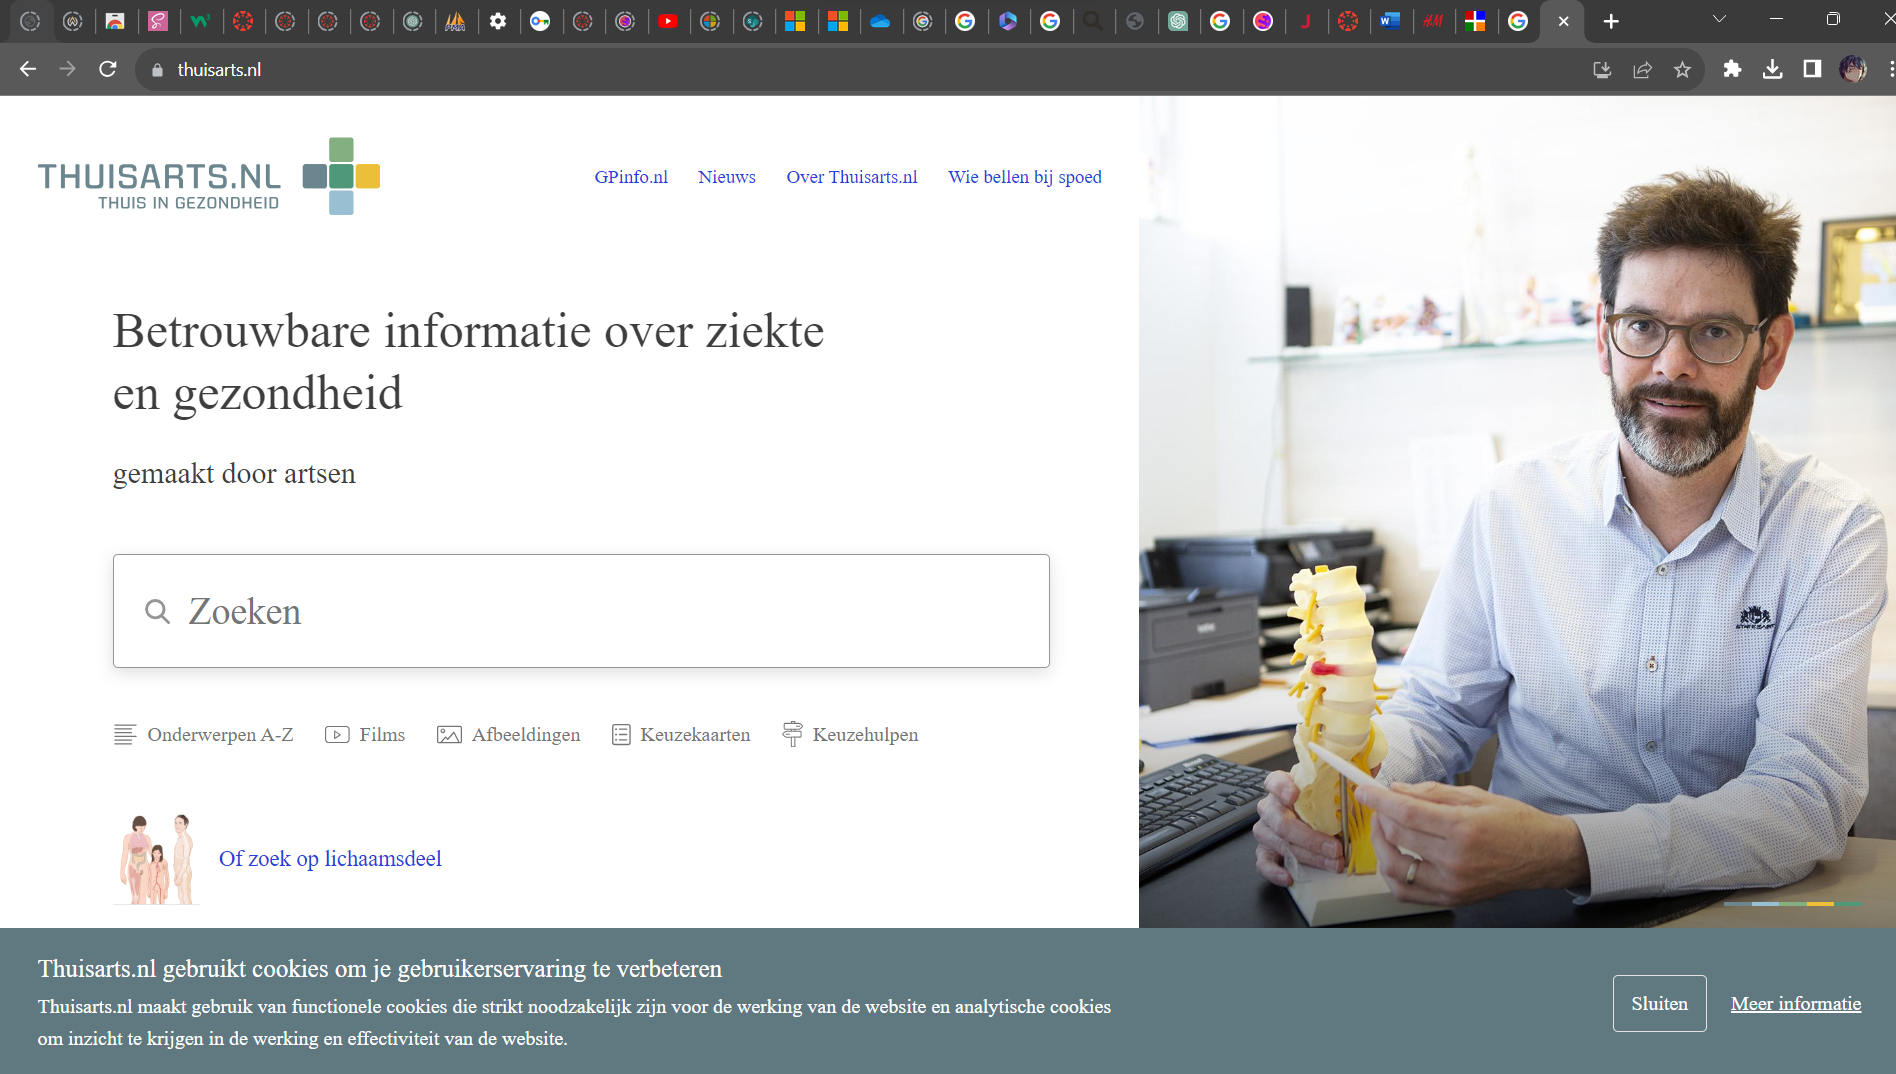 thuisarts.nl
THUISARTS.NL
THUIS IN GEZONDHEID
GPinfo.nl Nieuws Over Thuisarts.nl Wie bellen bij spoed
Betrouwbare informatie over ziekte
en gezondheid
gemaakt door artsen
Zoeken
Onderwerpen A-Z Films Afbeeldingen Keuzekaarten Keuzehulpen
Of zoek op lichaamsdeel
Thuisarts.nl gebruikt cookies om je gebruikerservaring te verbeteren
Thuisarts.nl maakt gebruik van functionele cookies die strikt noodzakelijk zijn voor de werking van de website en analytische cookies
om inzicht te krijgen in de werking en effectiviteit van de website.
Sluiten Meer informatie